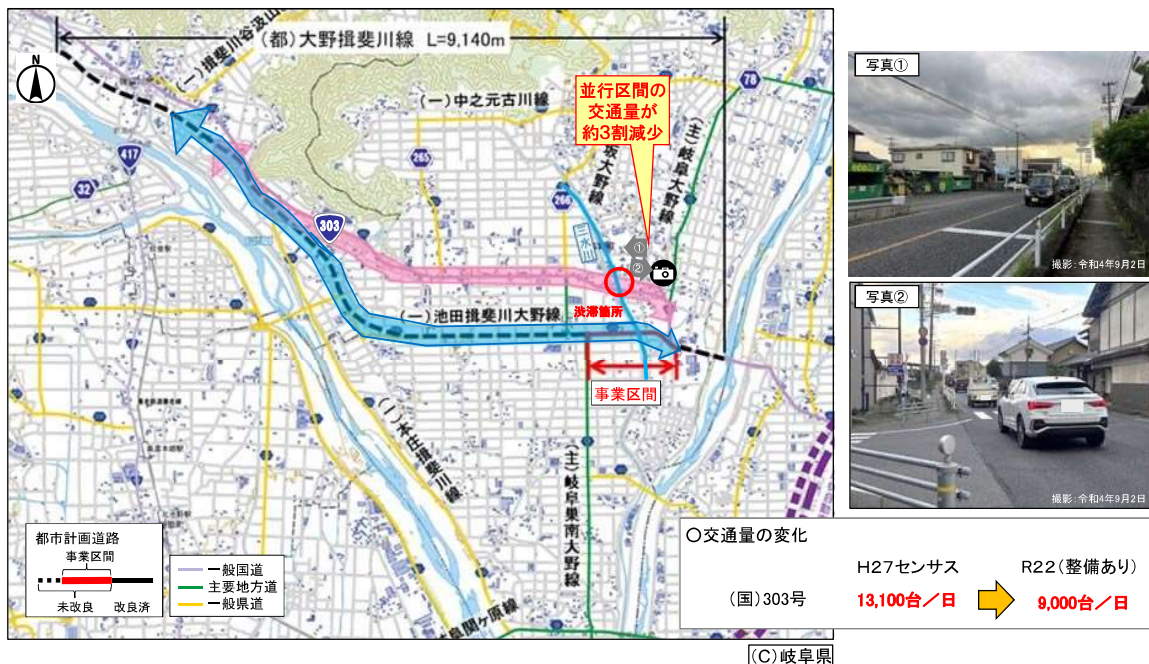 (都)大野揖斐川線 L=9,140m
(一)揖斐川谷汲山
N
(一)中之元古川線
並行区間の
交通量が
約3割減少
78
(主)岐阜大野線
坂大野線
417
32
265
266
303
三水川
①
②
渋滞箇所
(一)池田揖斐川大野線
事業区間
(一)本庄揖斐川線
(主)岐阜巣南大野線
阜関ヶ原線
都市計画道路
事業区間
未改良
改良済
一般国道
主要地方道
一般県道
(C)岐阜県
写真①
撮影:令和4年9月2日
写真②
撮影:令和4年9月2日
〇交通量の変化
H27センサス
R22(整備あり)
(国)303号
13,100台/日
9,000台/日